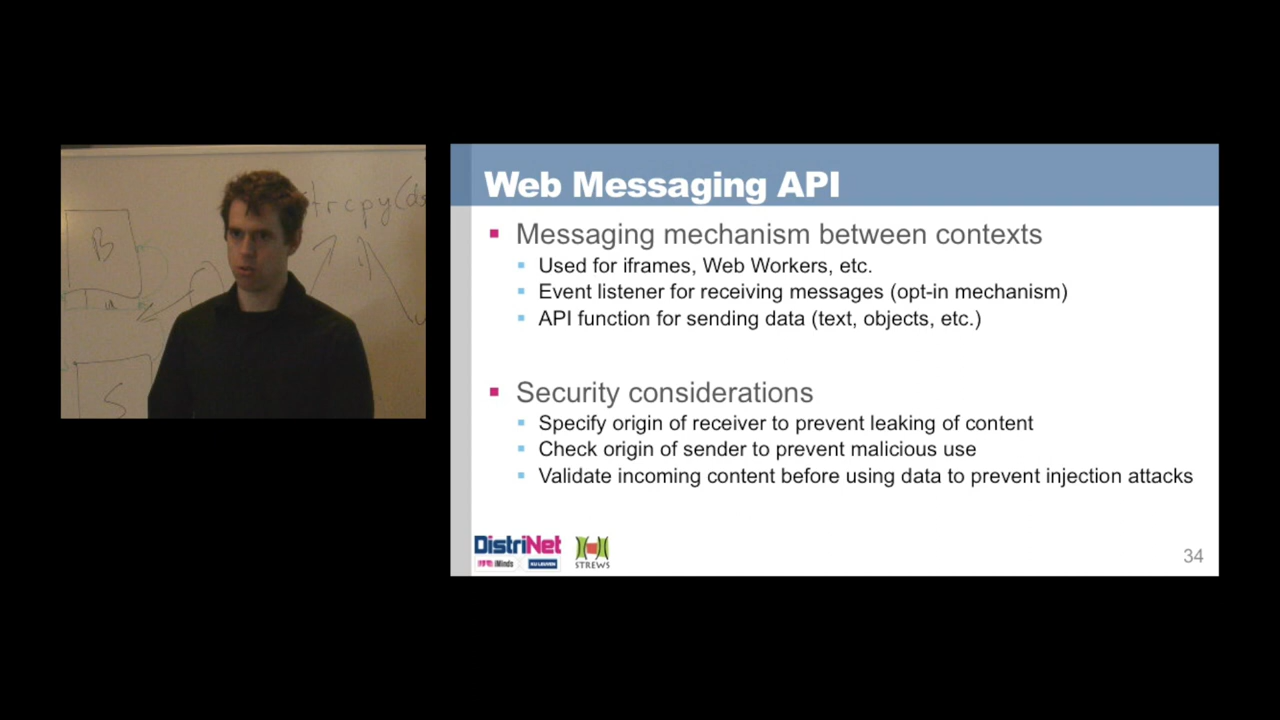 B
trcpy(ds
S
Web Messaging API
Messaging mechanism between contexts
Used for iframes, Web Workers, etc.
Event listener for receiving messages (opt-in mechanism)
API function for sending data (text, objects, etc.)
Security considerations
Specify origin of receiver to prevent leaking of content
Check origin of sender to prevent malicious use
Validate incoming content before using data to prevent injection attacks
DistriNet
iMinds KU LEUVEN
STREWS
34